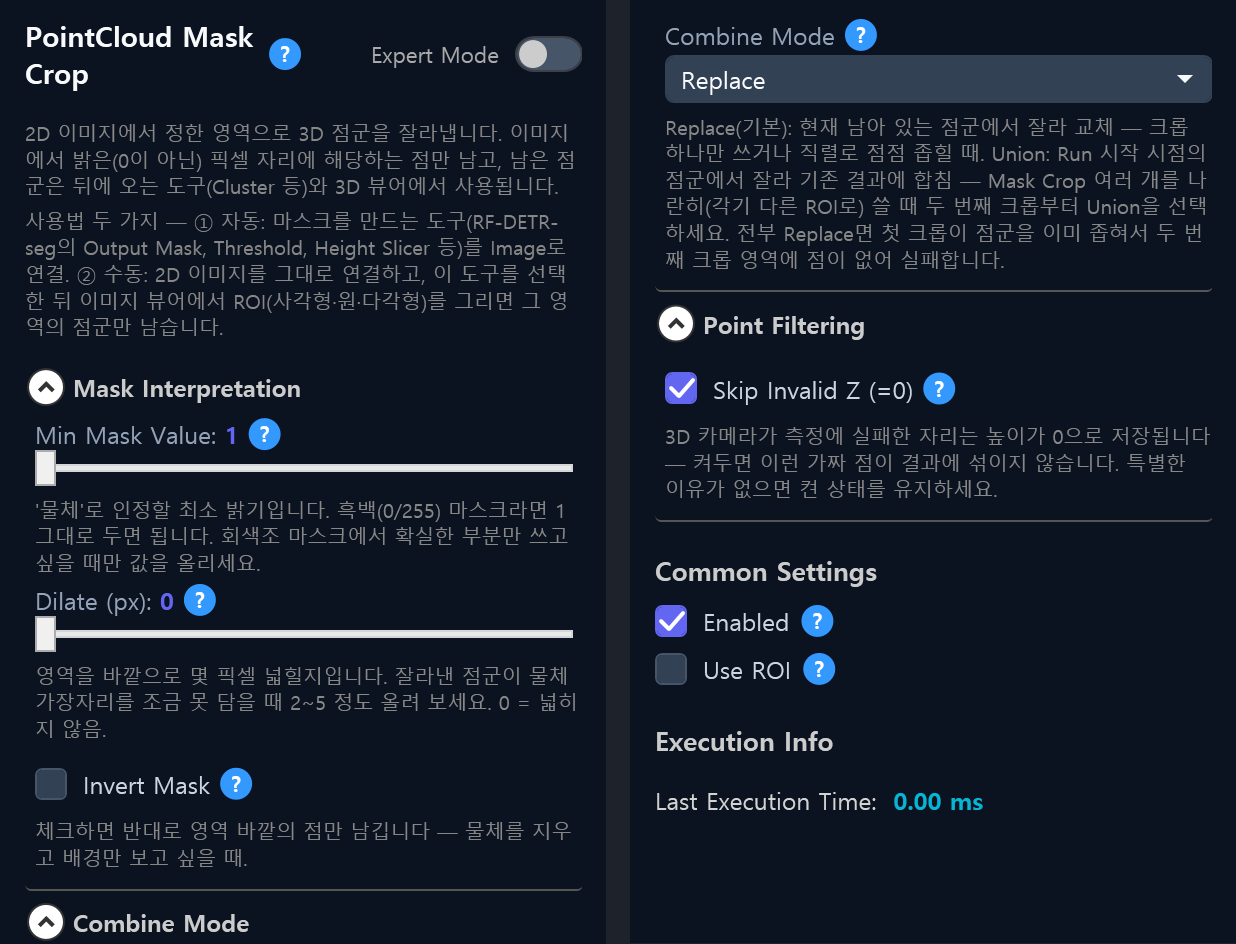 PointCloud Mask
Crop
?
Expert Mode
2D 이미지에서 정한 영역으로 3D 점군을 잘라냅니다. 이미지
에서 밝은(0이 아닌) 픽셀 자리에 해당하는 점만 남고, 남은 점
군은 뒤에 오는 도구(Cluster 등)와 3D 뷰어에서 사용됩니다.
사용법 두 가지 — ① 자동: 마스크를 만드는 도구(RF-DETR-
seg의 Output Mask, Threshold, Height Slicer 등)를 Image로
연결. ② 수동: 2D 이미지를 그대로 연결하고, 이 도구를 선택
한 뒤 이미지 뷰어에서 ROI(사각형·원·다각형)를 그리면 그 영
역의 점군만 남습니다.
Mask Interpretation
Min Mask Value: 1 ?
'물체'로 인정할 최소 밝기입니다. 흑백(0/255) 마스크라면 1
그대로 두면 됩니다. 회색조 마스크에서 확실한 부분만 쓰고
싶을 때만 값을 올리세요.
Dilate (px): 0 ?
영역을 바깥으로 몇 픽셀 넓힐지입니다. 잘라낸 점군이 물체
가장자리를 조금 못 담을 때 2~5 정도 올려 보세요. 0 = 넓히
지 않음.
Invert Mask ?
체크하면 반대로 영역 바깥의 점만 남깁니다 — 물체를 지우
고 배경만 보고 싶을 때.
Combine Mode
Combine Mode ?
Replace
Replace(기본): 현재 남아 있는 점군에서 잘라 교체 — 크롭
하나만 쓰거나 직렬로 점점 좁힐 때. Union: Run 시작 시점의
점군에서 잘라 기존 결과에 합침 — Mask Crop 여러 개를 나
란히(각기 다른 ROI로) 쓸 때 두 번째 크롭부터 Union을 선택
하세요. 전부 Replace면 첫 크롭이 점군을 이미 좁혀서 두 번
째 크롭 영역에 점이 없어 실패합니다.
Point Filtering
Skip Invalid Z (=0) ?
3D 카메라가 측정에 실패한 자리는 높이가 0으로 저장됩니다
— 켜두면 이런 가짜 점이 결과에 섞이지 않습니다. 특별한
이유가 없으면 켠 상태를 유지하세요.
Common Settings
Enabled ?
Use ROI ?
Execution Info
Last Execution Time: 0.00 ms